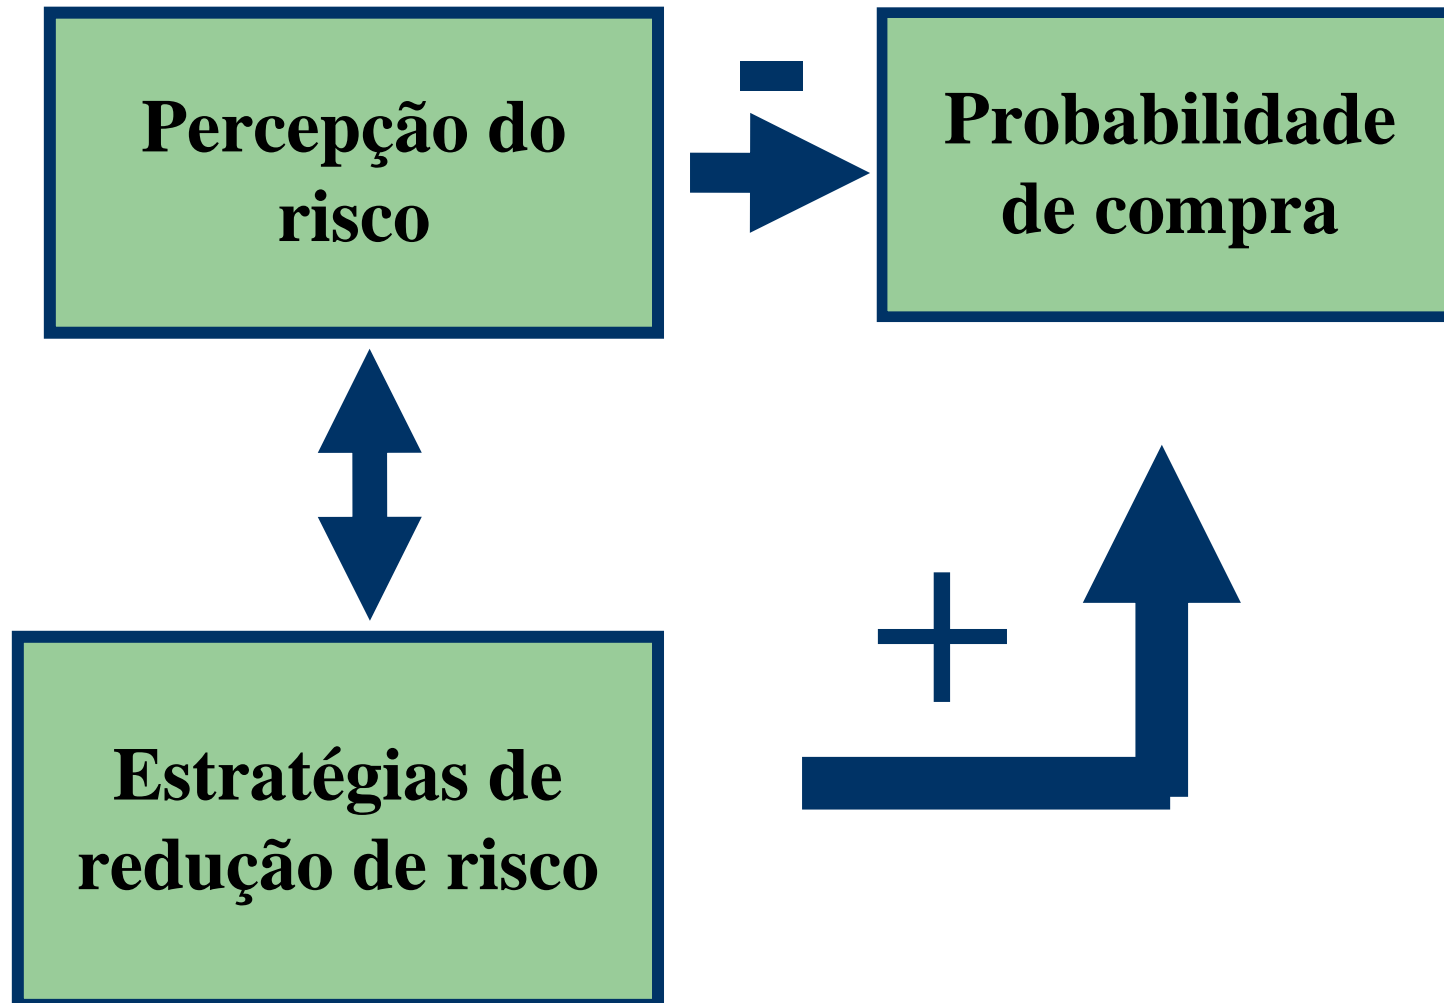 Percepção do
risco
-
Probabilidade
de compra
+
Estratégias de
redução de risco